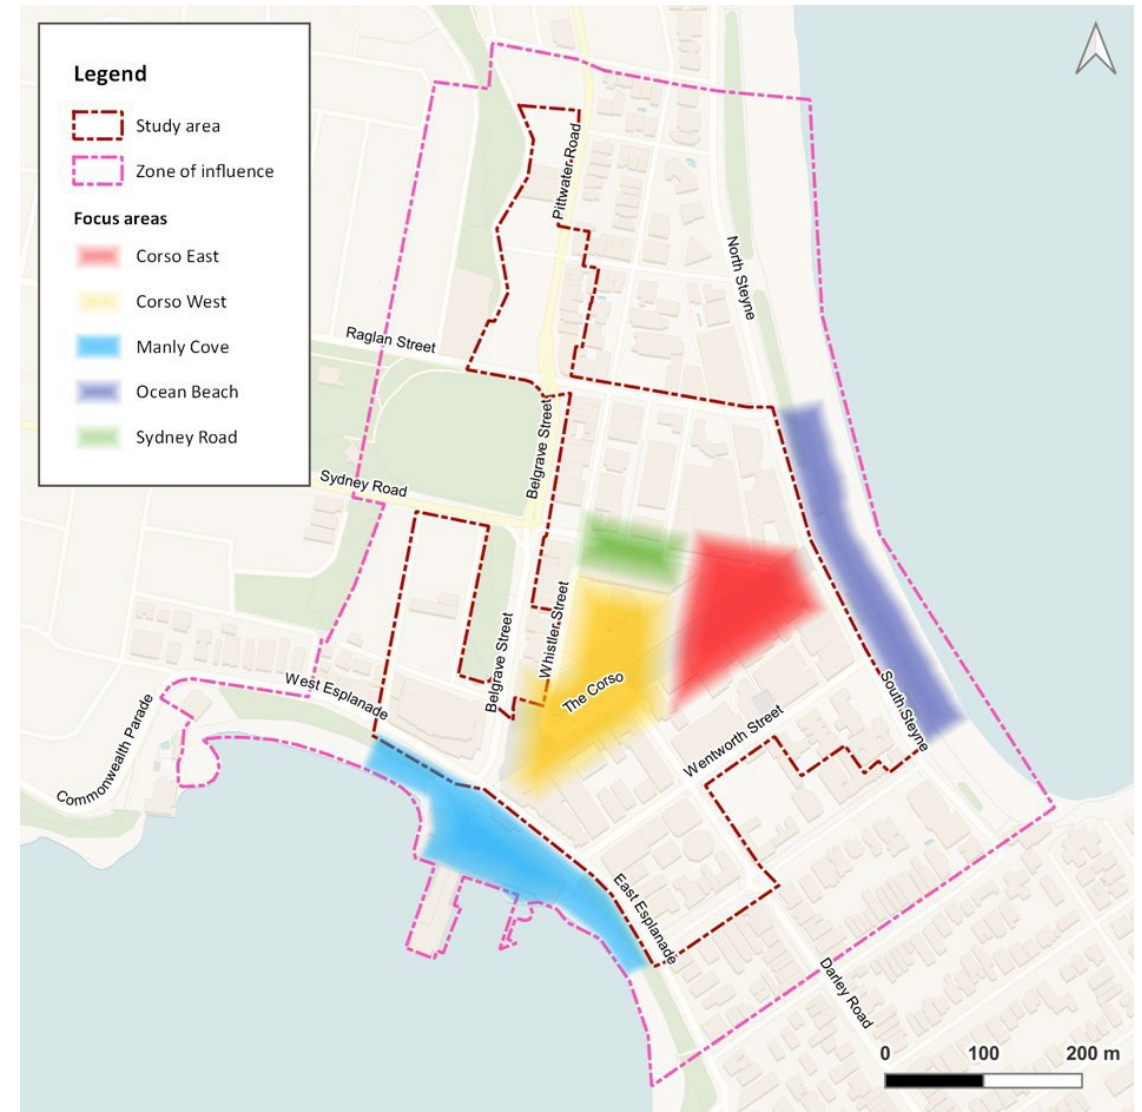 Legend
Study area
Zone of influence
Focus areas
Corso East
Corso West
Manly Cove
Ocean Beach
Sydney Road
Pittwater Road
North Steyne
Raglan Street
Belgrave Street
Sydney Road
Whistler Street
Belgrave Street
The Corso
West Esplanade
South Steyne
Commonwealth Parade
Wentworth Street
East Esplanade
Darley Road
0 100 200 m